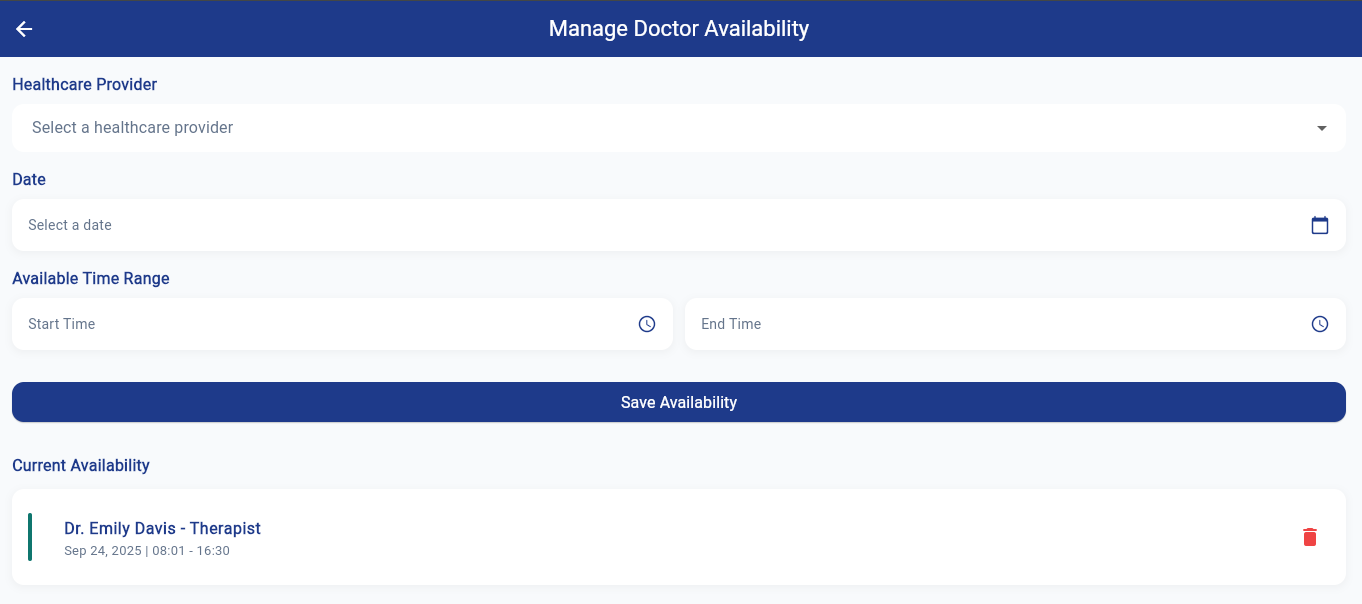 Manage Doctor Availability
Healthcare Provider
Select a healthcare provider
Date
Select a date
Available Time Range
Start Time
End Time
Save Availability
Current Availability
Dr. Emily Davis - Therapist
Sep 24, 2025 | 08:01 - 16:30